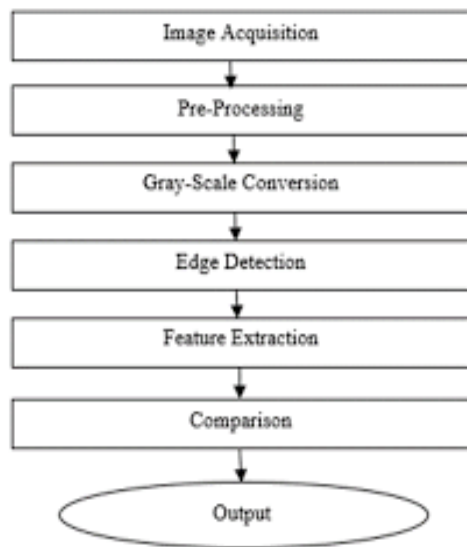 Image Acquisition
Pre-Processing
Gray-Scale Conversion
Edge Detection
Feature Extraction
Comparison
Output